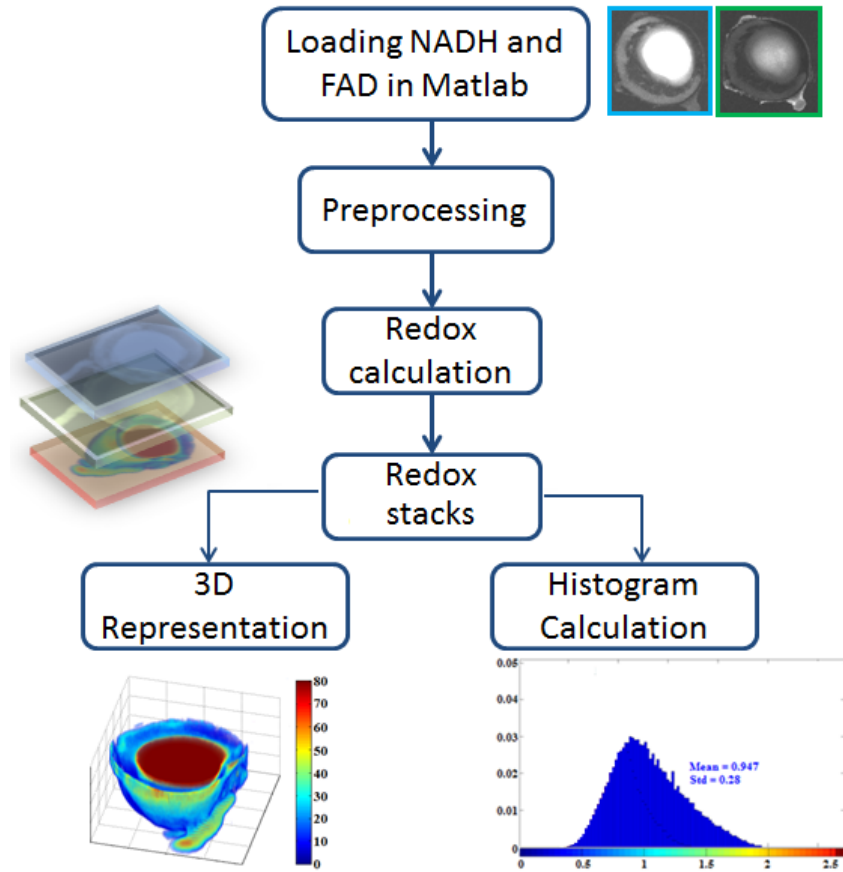 Loading NADH and
FAD in Matlab
Preprocessing
Redox
calculation
Redox
stacks
3D
Representation
Histogram
Calculation
80
70
60
50
40
30
20
10
0
0.05
0.04
0.03
0.02
0.01
0
Mean = 0.947
Std = 0.28
0 0.5 1 1.5 2 2.5